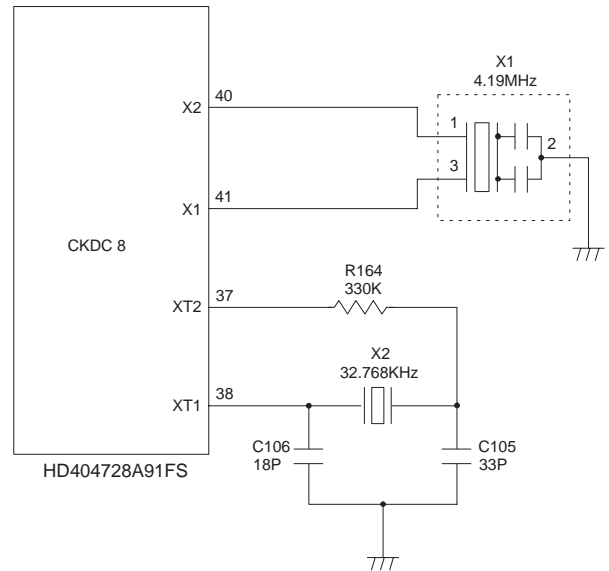 X1
4.19MHz
X2
40
1
2
3
X1
41
CKDC 8
R164
330K
XT2
37
X2
32.768KHz
XT1
38
C106
18P
C105
33P
HD404728A91FS